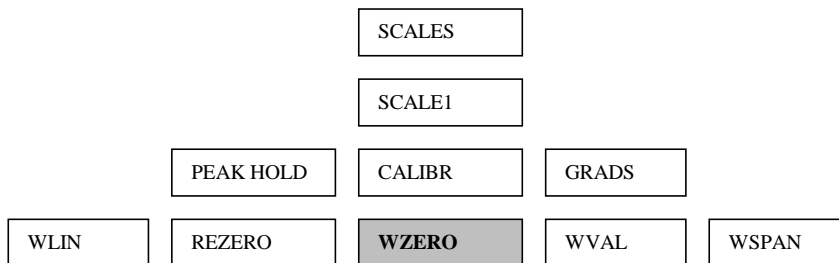 SCALES
SCALE1
PEAK HOLD CALIBR GRADS
WLIN REZERO WZERO WVAL WSPAN